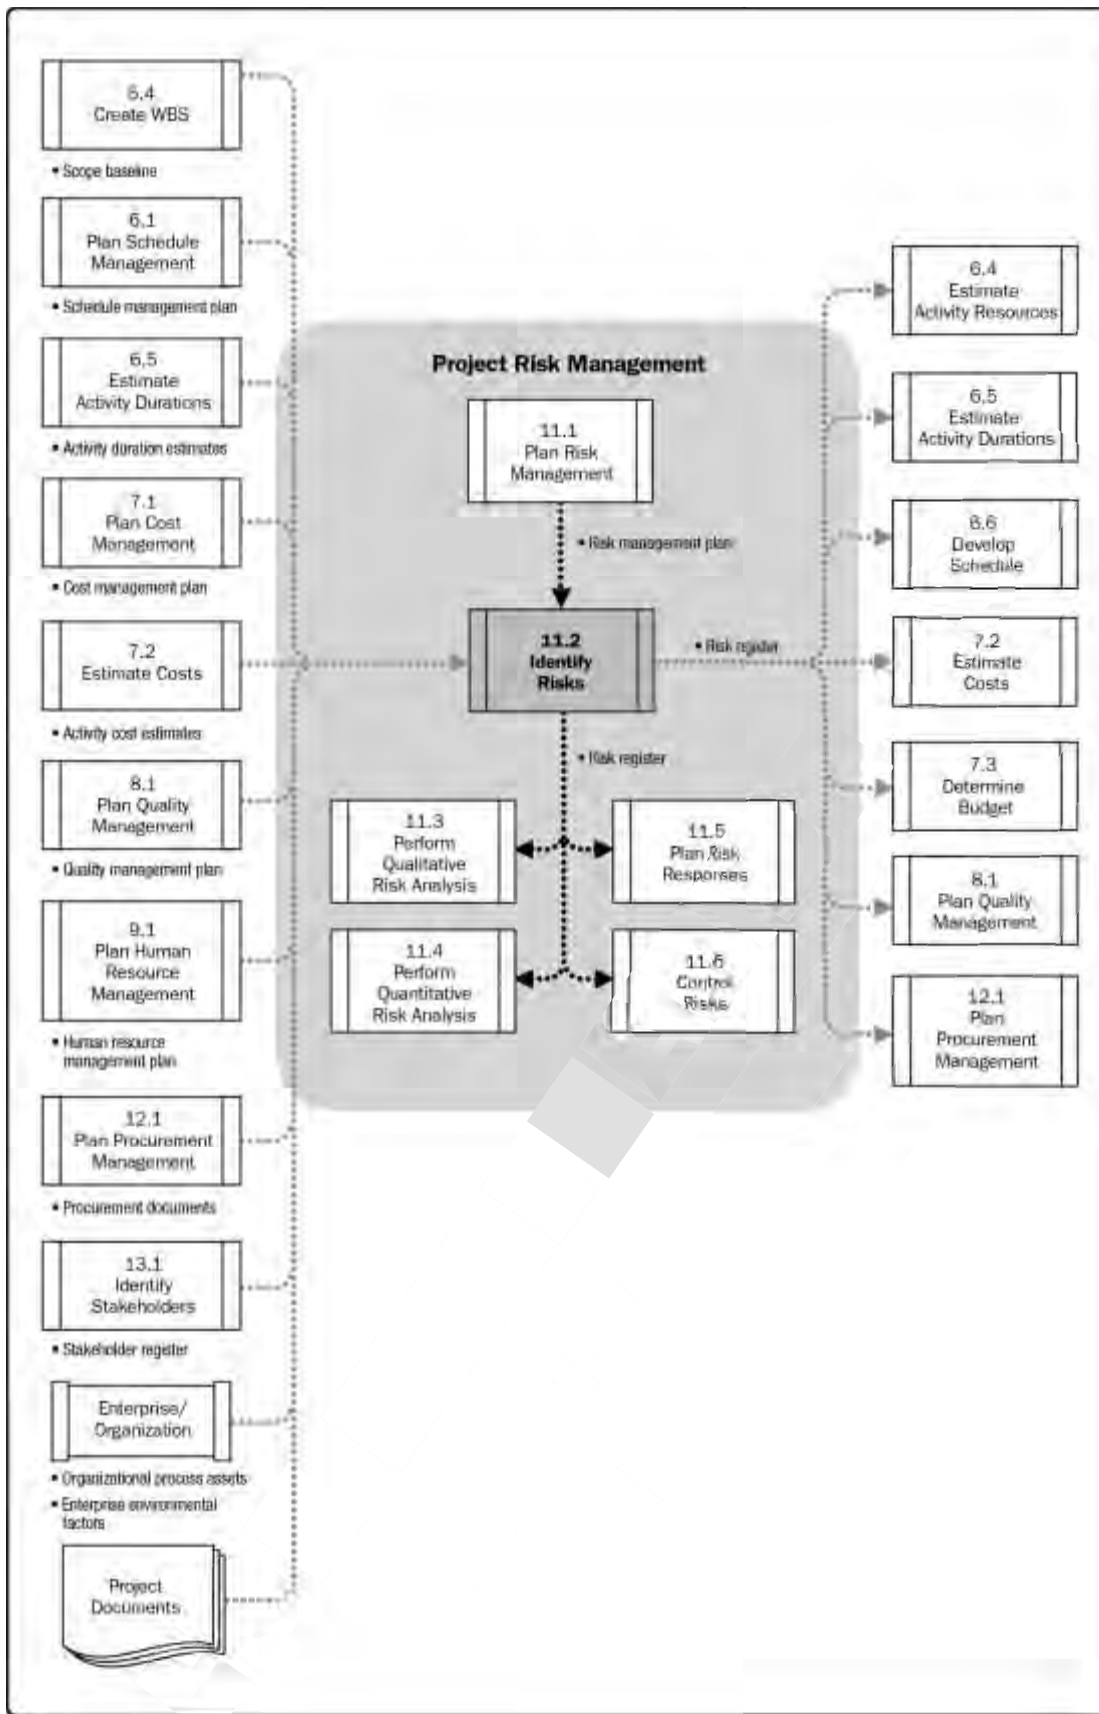 5.4
Create WBS
• Scope baseline
6.1
Plan Schedule
Management
• Schedule management plan
6.5
Estimate
Activity Durations
• Activity duration estimates
7.1
Plan Cost
Management
• Cost management plan
7.2
Estimate Costs
• Activity cost estimates
8.1
Plan Quality
Management
• Quality management plan
9.1
Plan Human
Resource
Management
• Human resource
management plan
12.1
Plan Procurement
Management
• Procurement documents
13.1
Identify
Stakeholders
• Stakeholder register
Enterprise/
Organization
• Organizational process assets
• Enterprise environmental
factors
Project
Documents
Project Risk Management
11.1
Plan Risk
Management
• Risk management plan
11.2
Identify
Risks
• Risk register
• Risk register
11.3
Perform
Qualitative
Risk Analysis
11.5
Plan Risk
Responses
11.4
Perform
Quantitative
Risk Analysis
11.6
Control
Risks
6.4
Estimate
Activity Resources
6.5
Estimate
Activity Durations
6.6
Develop
Schedule
7.2
Estimate
Costs
7.3
Determine
Budget
8.1
Plan Quality
Management
12.1
Plan
Procurement
Management